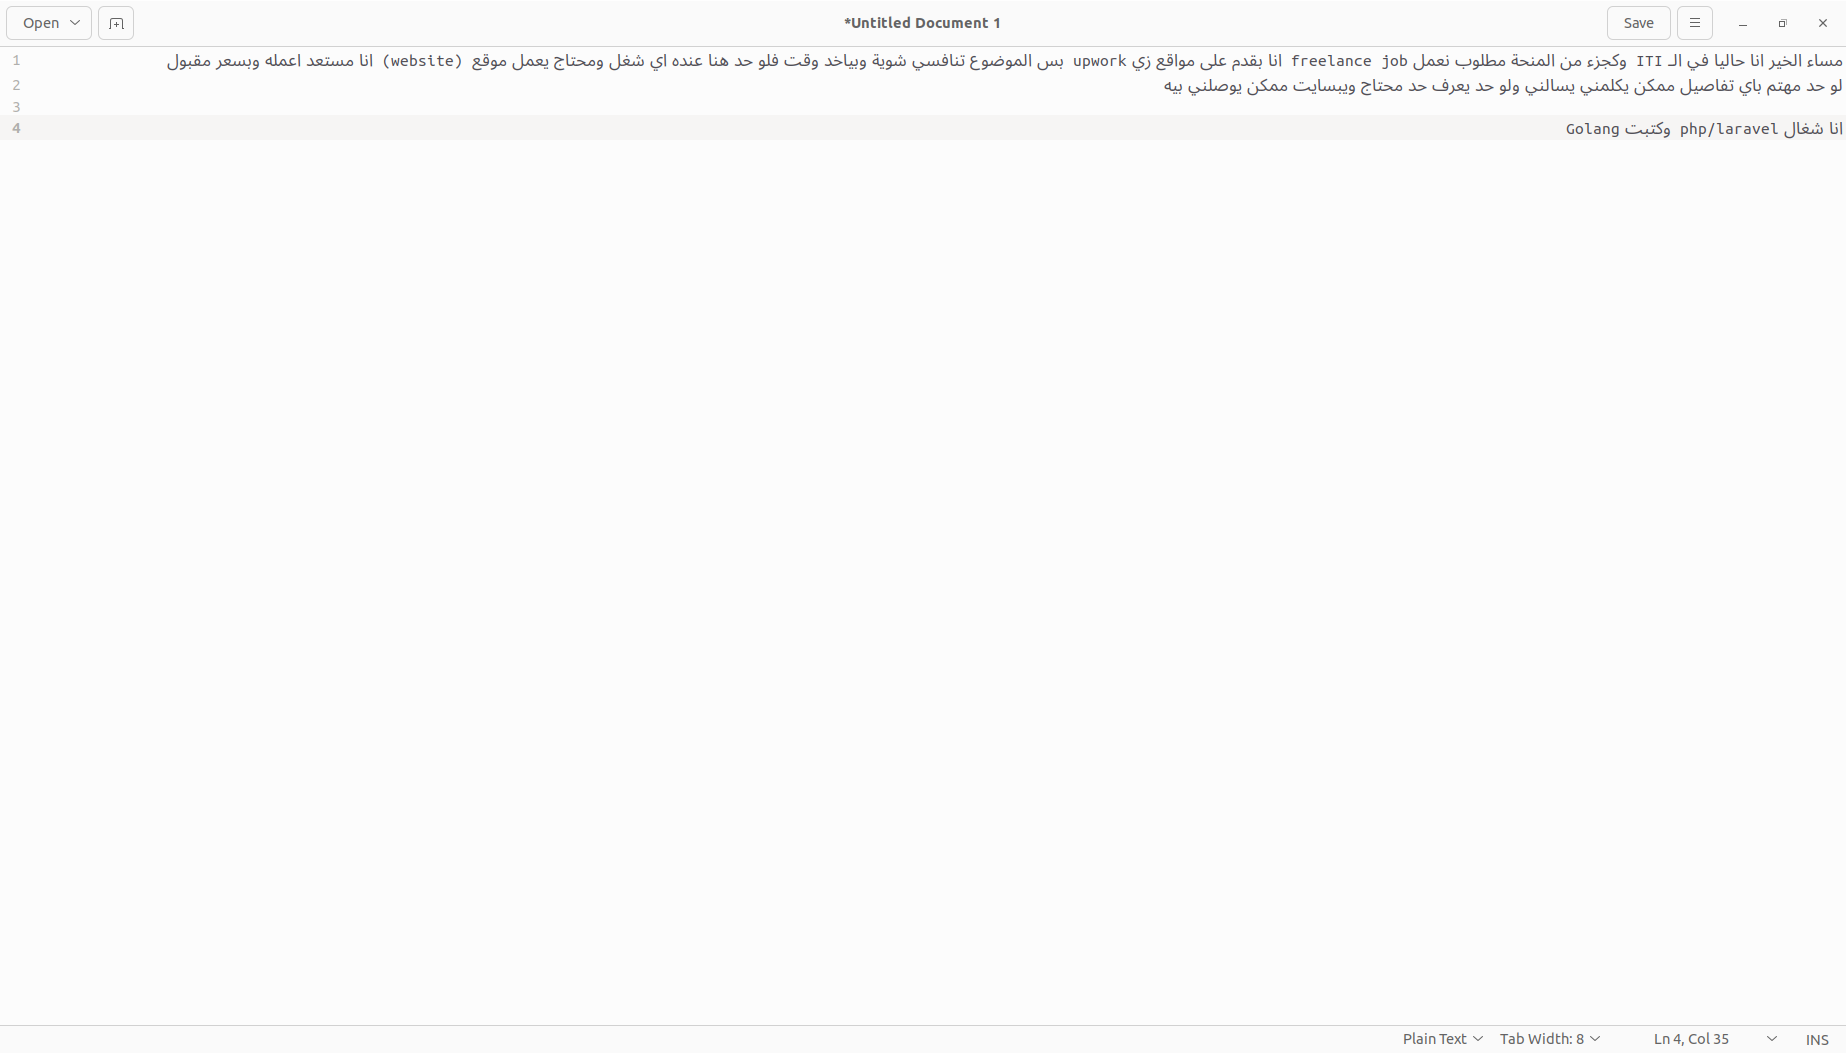 Open
*Untitled Document 1
Save
1 مساء الخير انا حاليا في الـ ITI وكجزء من المنحة مطلوب نعمل freelance job انا بقدم على مواقع زي upwork بس الموضوع تنافسي شوية وبياخد وقت فلو حد هنا عنده اي شغل ومحتاج يعمل موقع (website) انا مستعد اعمله وبسعر مقبول
2 لو حد مهتم باي تفاصيل ممكن يكلمني يسالني ولو حد يعرف حد محتاج ويبسايت ممكن يوصلني بيه
3
4 انا شغال php/laravel وكتبت Golang
Plain Text Tab Width: 8 Ln 4, Col 35 INS